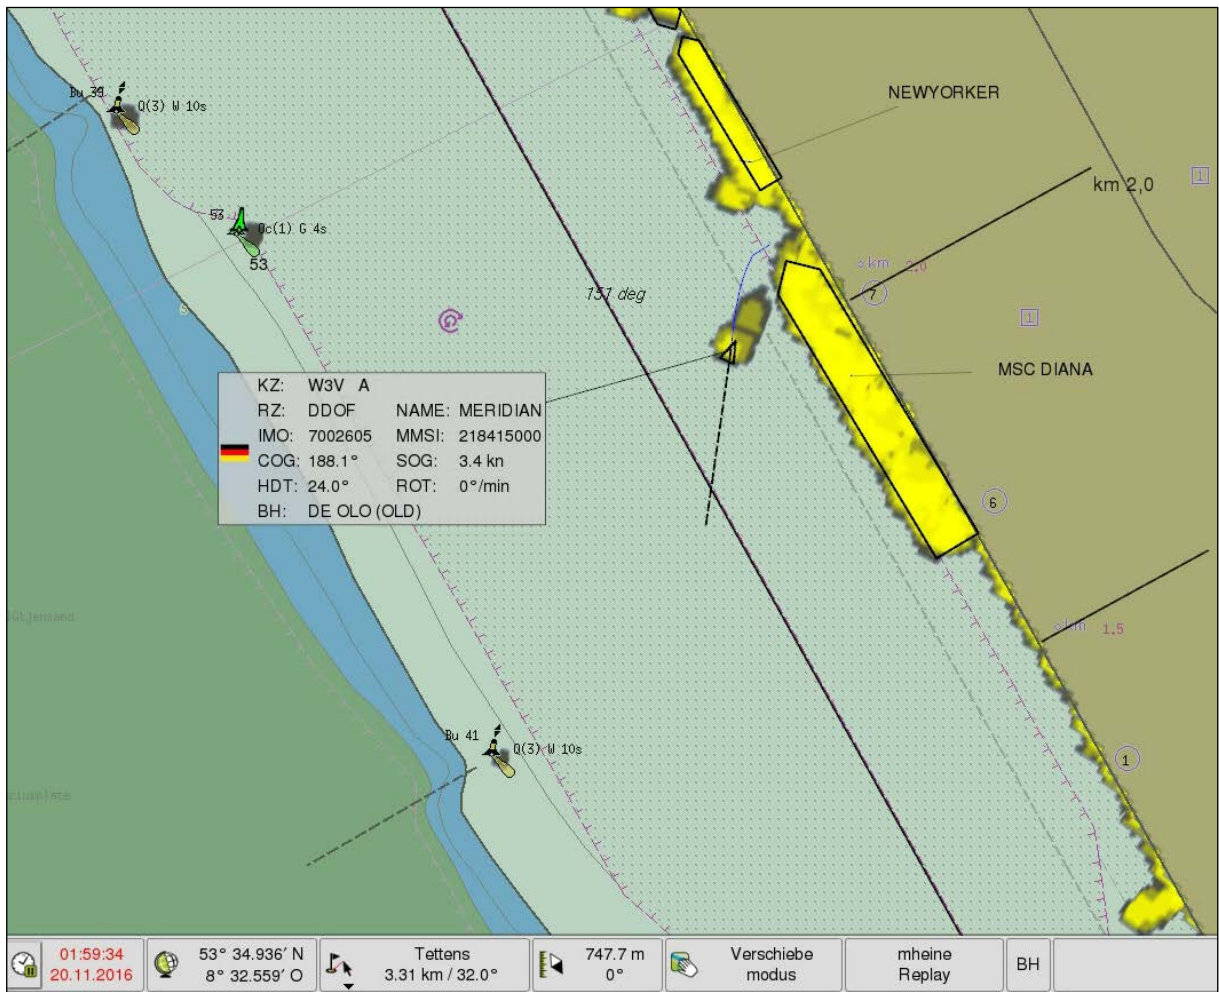 NEWYORKER
Bu 39
Q(3) W 10s
km 2,0
1
53
Oc(1) G 4s
53
km 2.0
7
151 deg
1
MSC DIANA
KZ: W3V A
RZ: DDOF NAME: MERIDIAN
IMO: 7002605 MMSI: 218415000
COG: 188.1° SOG: 3.4 kn
HDT: 24.0° ROT: 0°/min
BH: DE OLO (OLD)
6
km 1.5
Bu 41
Q(3) W 10s
1
01:59:34
20.11.2016
53° 34.936′ N
8° 32.559′ O
Tettens
3.31 km / 32.0°
747.7 m
0°
Verschiebe
modus
mheine
Replay
BH